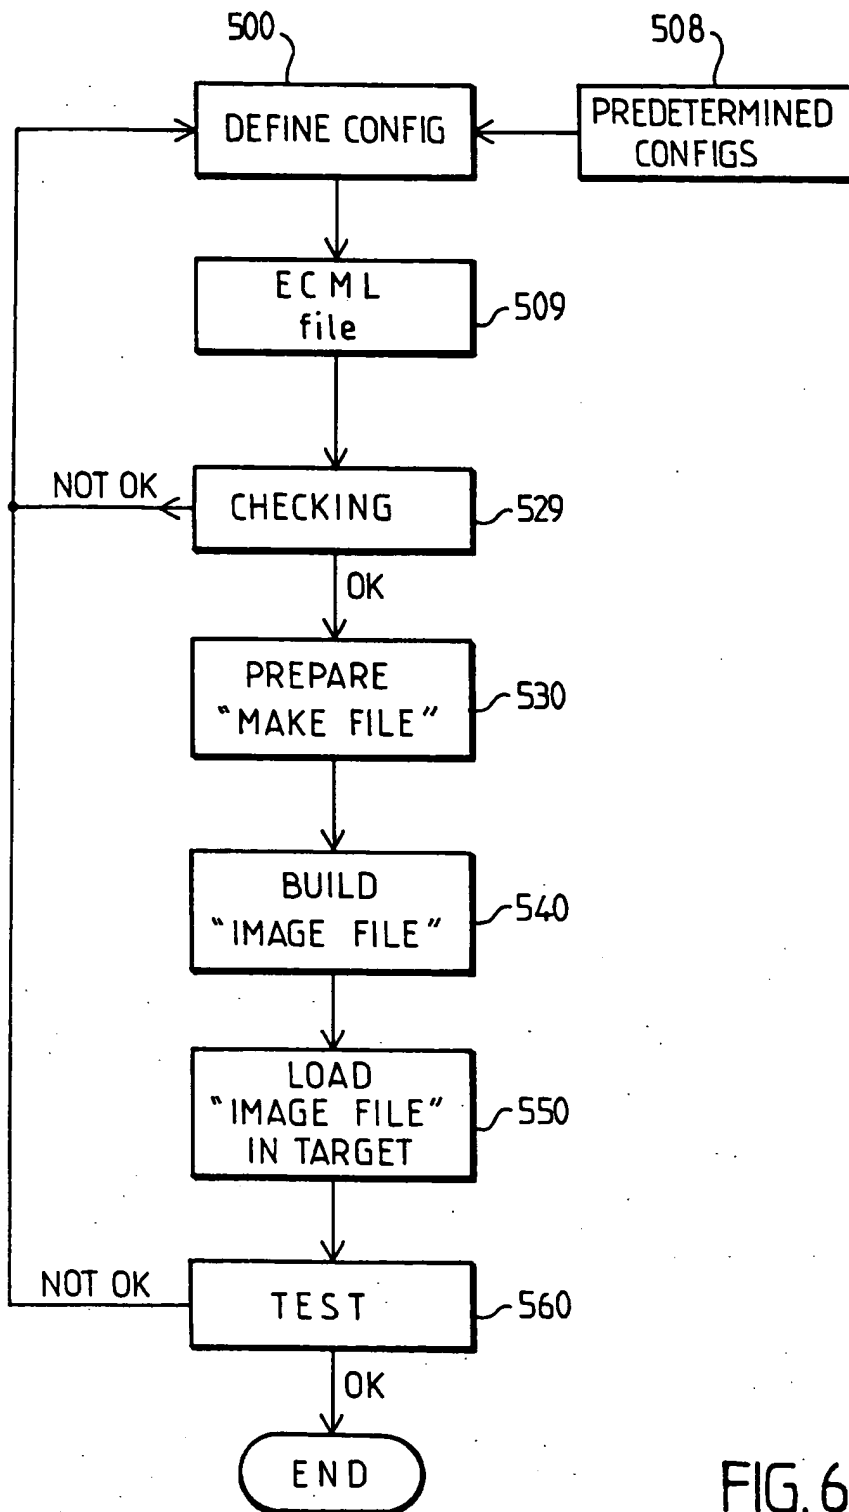 500
508
DEFINE CONFIG
PREDETERMINED
CONFIGS
ECML
file
509
NOT OK
CHECKING
529
OK
PREPARE
"MAKE FILE"
530
BUILD
"IMAGE FILE"
540
LOAD
"IMAGE FILE"
IN TARGET
550
NOT OK
TEST
560
OK
END
FIG. 6